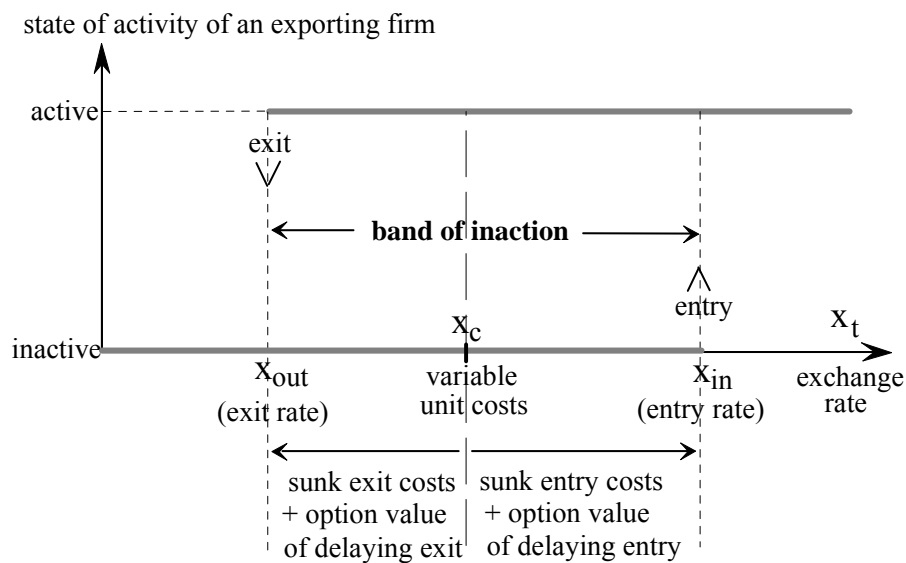 state of activity of an exporting firm
active
exit
band of inaction
entry
inactive
x_c
x_t
x_out
(exit rate)
variable
unit costs
x_in
(entry rate)
exchange
rate
sunk exit costs
+ option value
of delaying exit
sunk entry costs
+ option value
of delaying entry